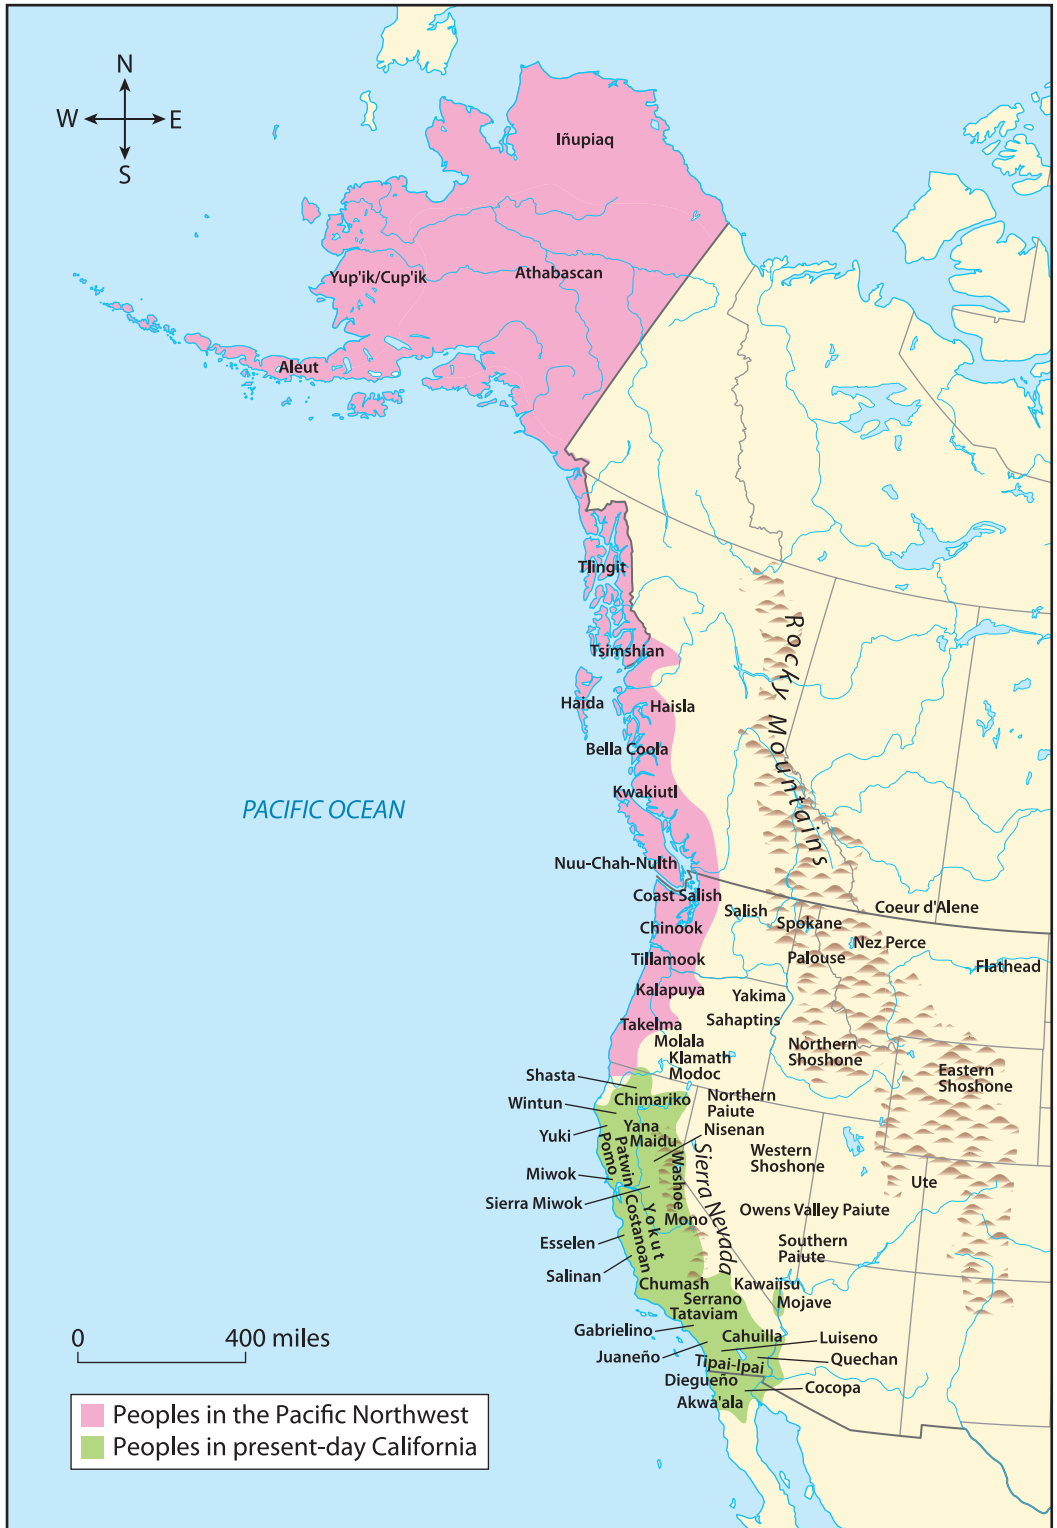 N
W E
S
Iñupiaq
Yup'ik/Cup'ik
Athabascan
Aleut
Tlingit
Tsimshian
Haida
Haisla
Bella Coola
Kwakiutl
Rocky Mountains
PACIFIC OCEAN
Nuu-Chah-Nulth
Coast Salish
Salish
Coeur d'Alene
Spokane
Chinook
Nez Perce
Tillamook
Palouse
Flathead
Kalapuya
Yakima
Takelma
Sahaptins
Molala
Northern
Shoshone
Klamath
Modoc
Eastern
Shoshone
Shasta
Chimariko
Northern
Paiute
Wintun
Yana
Nisenan
Yuki
Maidu
Pomo
Patwin
Washoe
Sierra Nevada
Western
Shoshone
Miwok
Ute
Sierra Miwok
Costanoan
Yokut
Mono
Owens Valley Paiute
Esselen
Southern
Paiute
Salinan
Chumash
Kawaiisu
Serrano
Mojave
Tataviam
Gabrielino
Cahuilla
Luiseno
Juaneño
Tipai-Ipai
Quechan
Diegueño
Cocopa
Akwa'ala
0 400 miles
Peoples in the Pacific Northwest
Peoples in present-day California